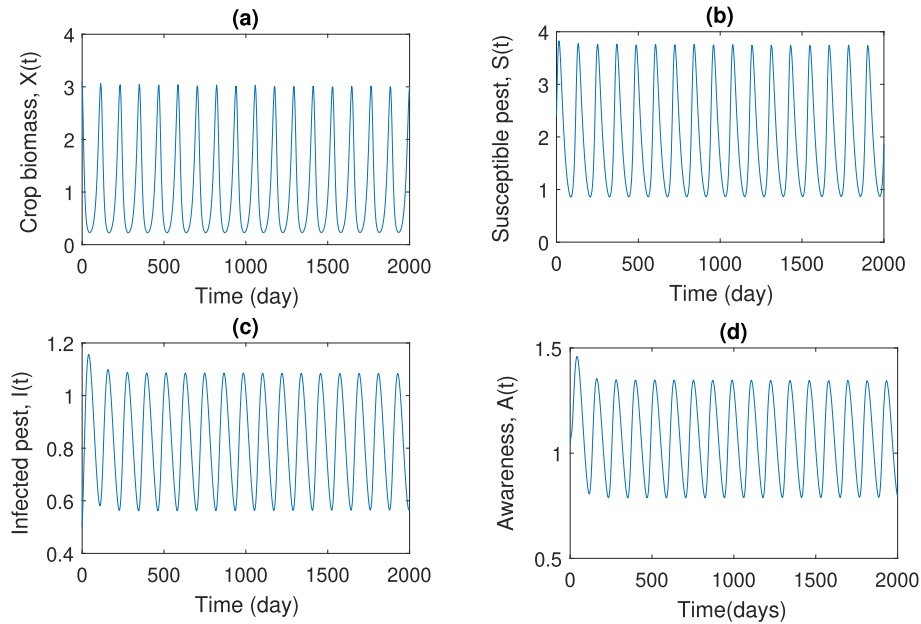 (a)
Crop biomass, X(t)
4
3
2
1
0
0 500 1000 1500 2000
Time (day)
(b)
Susceptible pest, S(t)
4
3
2
1
0
0 500 1000 1500 2000
Time (day)
(c)
Infected pest, I(t)
1.2
1
0.8
0.6
0.4
0 500 1000 1500 2000
Time (day)
(d)
Awareness, A(t)
1.5
1
0.5
0 500 1000 1500 2000
Time(days)